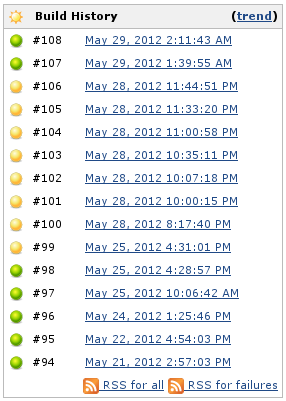 Build History (trend)
#108 May 29, 2012 2:11:43 AM
#107 May 29, 2012 1:39:55 AM
#106 May 28, 2012 11:44:51 PM
#105 May 28, 2012 11:33:20 PM
#104 May 28, 2012 11:00:58 PM
#103 May 28, 2012 10:35:11 PM
#102 May 28, 2012 10:07:18 PM
#101 May 28, 2012 10:00:15 PM
#100 May 28, 2012 8:17:40 PM
#99 May 25, 2012 4:31:01 PM
#98 May 25, 2012 4:28:57 PM
#97 May 25, 2012 10:06:42 AM
#96 May 24, 2012 1:25:46 PM
#95 May 22, 2012 4:54:03 PM
#94 May 21, 2012 2:57:03 PM
RSS for all RSS for failures